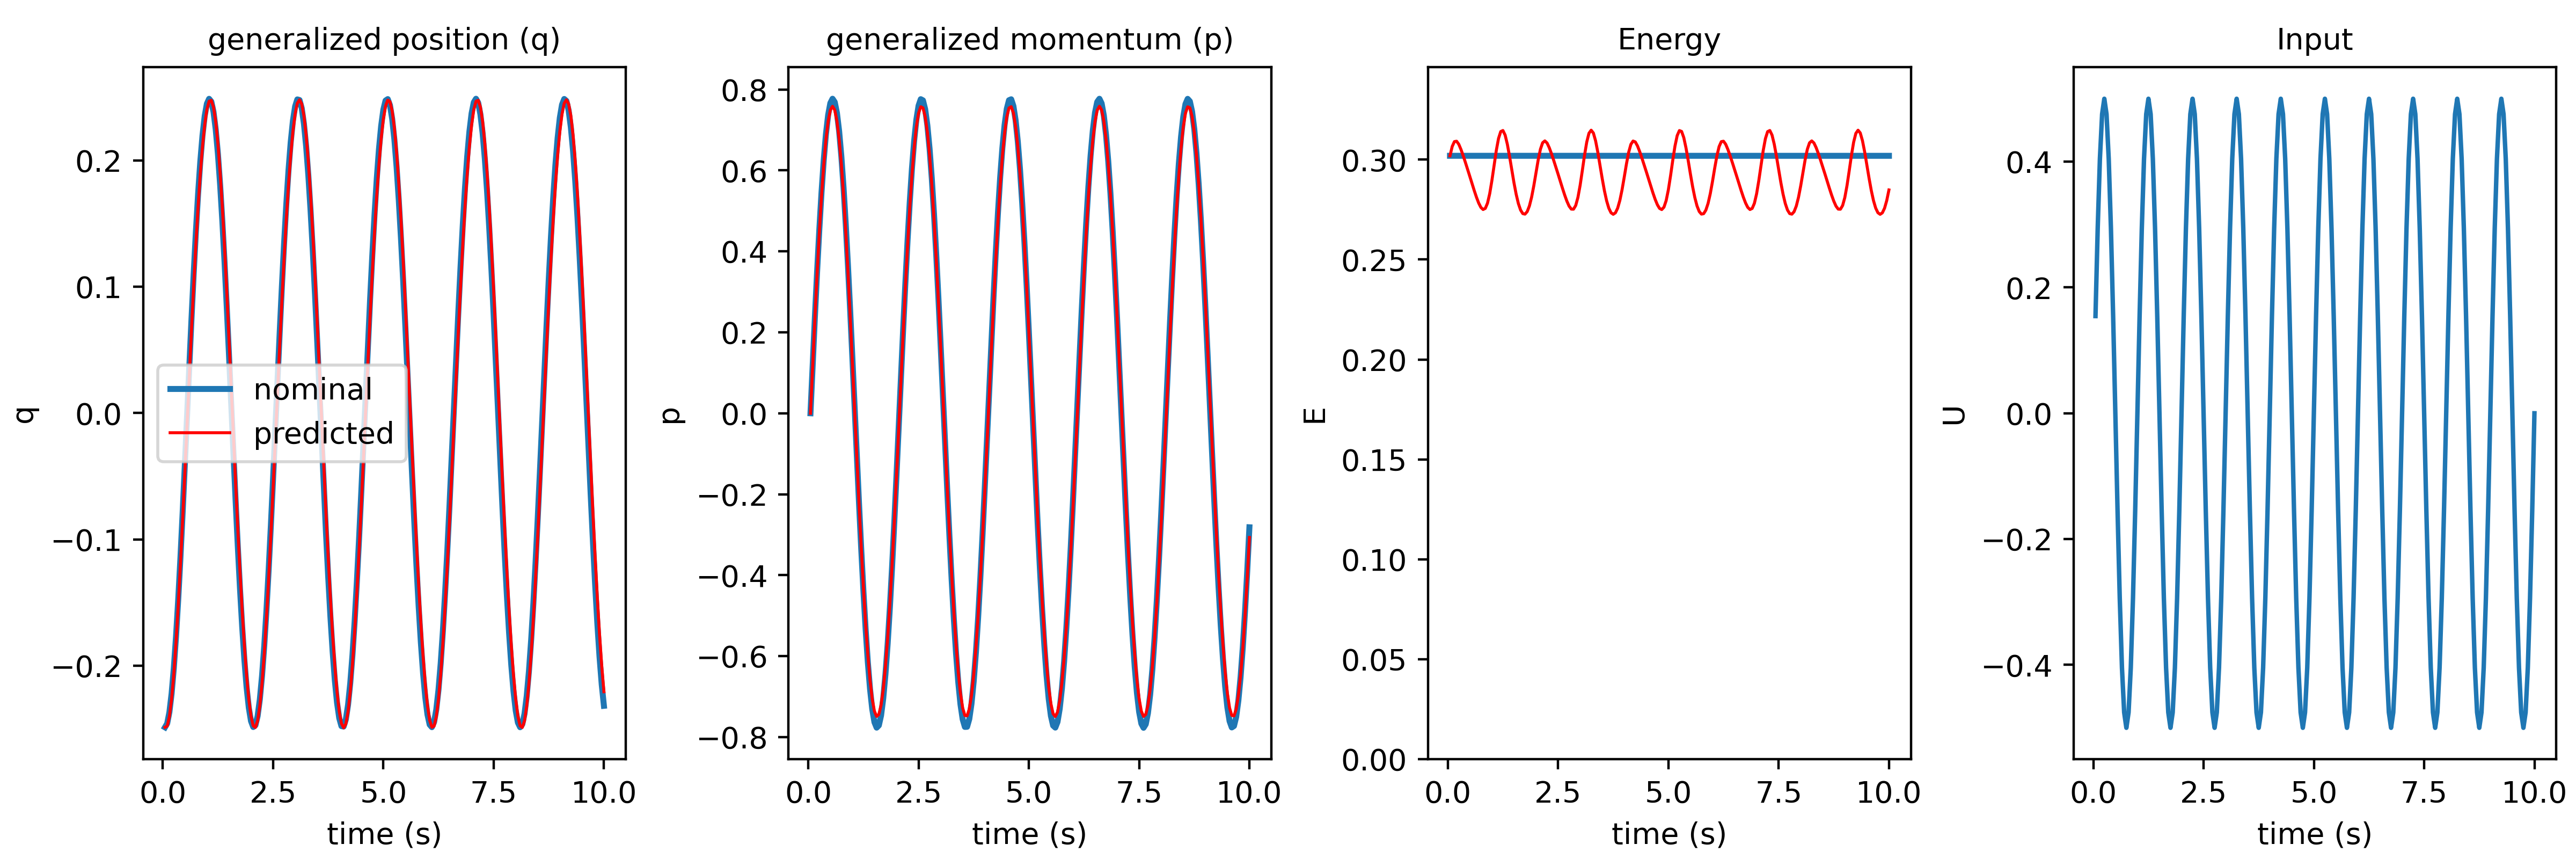 generalized position (q)
q
0.2
0.1
0.0
−0.1
−0.2
nominal
predicted
0.0 2.5 5.0 7.5 10.0
time (s)
generalized momentum (p)
p
0.8
0.6
0.4
0.2
0.0
−0.2
−0.4
−0.6
−0.8
0.0 2.5 5.0 7.5 10.0
time (s)
Energy
E
0.30
0.25
0.20
0.15
0.10
0.05
0.00
0.0 2.5 5.0 7.5 10.0
time (s)
Input
U
0.4
0.2
0.0
−0.2
−0.4
0.0 2.5 5.0 7.5 10.0
time (s)